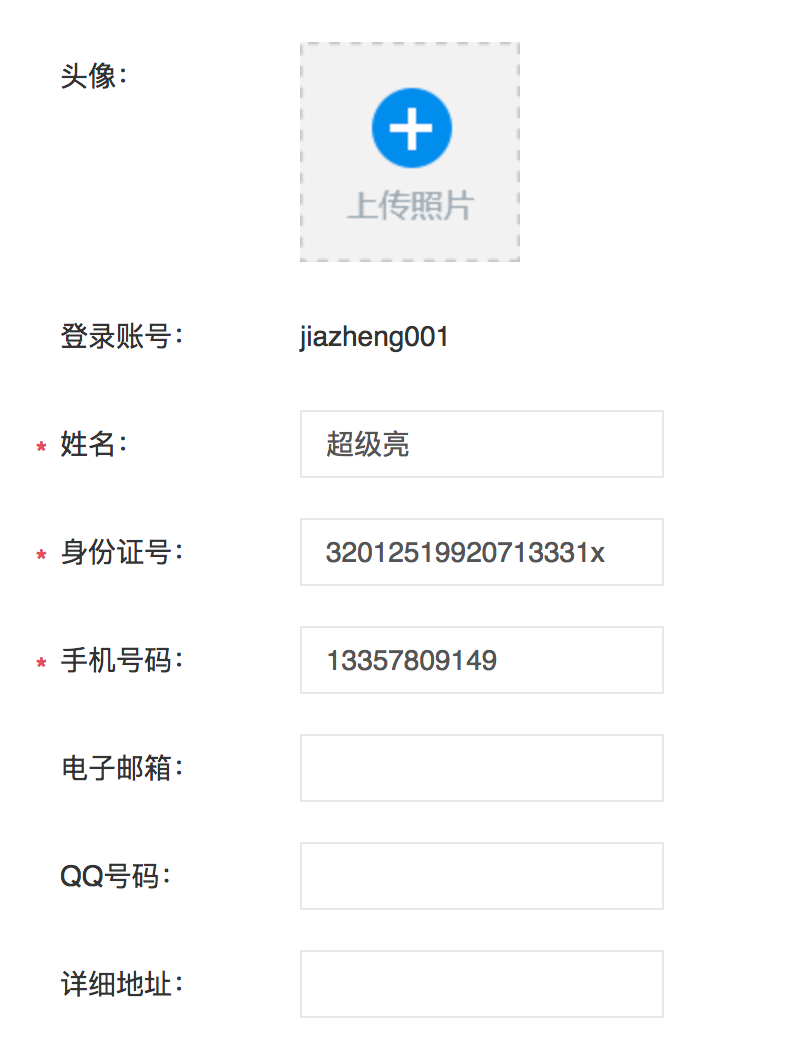 头像：
上传照片
登录账号： jiazheng001
* 姓名： 超级亮
* 身份证号： 32012519920713331x
* 手机号码： 13357809149
电子邮箱：
QQ号码：
详细地址：